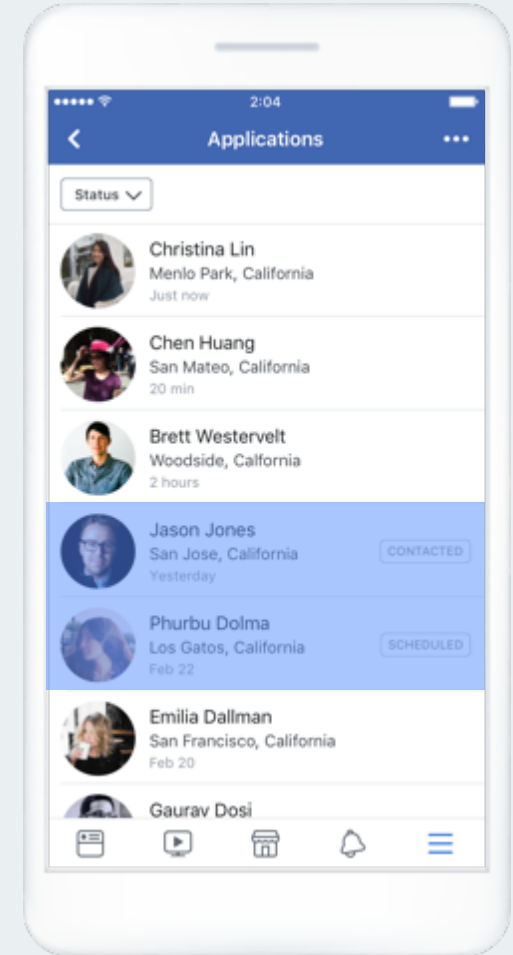 2:04
Applications
Status
Christina Lin
Menlo Park, California
Just now
Chen Huang
San Mateo, California
20 min
Brett Westervelt
Woodside, Calfornia
2 hours
Jason Jones
San Jose, California
CONTACTED
Yesterday
Phurbu Dolma
Los Gatos, California
SCHEDULED
Feb 22
Emilia Dallman
San Francisco, California
Feb 20
Gaurav Dosi